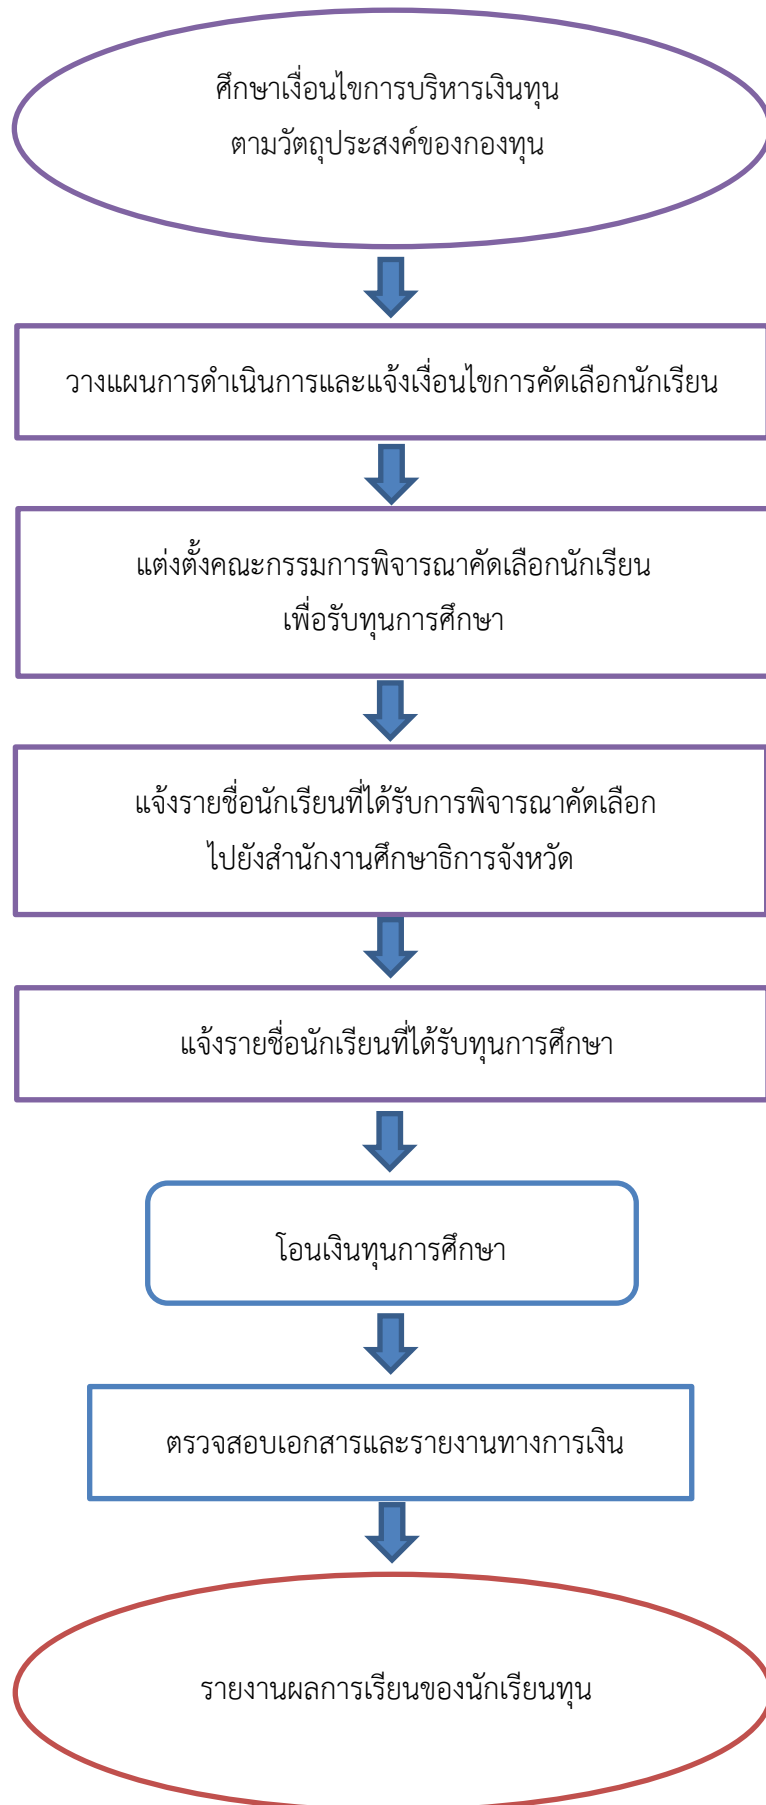 ศึกษาเงื่อนไขการบริหารเงินทุน
ตามวัตถุประสงค์ของกองทุน
วางแผนการดำเนินการและแจ้งเงื่อนไขการคัดเลือกนักเรียน
แต่งตั้งคณะกรรมการพิจารณาคัดเลือกนักเรียน
เพื่อรับทุนการศึกษา
แจ้งรายชื่อนักเรียนที่ได้รับการพิจารณาคัดเลือก
ไปยังสำนักงานศึกษาธิการจังหวัด
แจ้งรายชื่อนักเรียนที่ได้รับทุนการศึกษา
โอนเงินทุนการศึกษา
ตรวจสอบเอกสารและรายงานทางการเงิน
รายงานผลการเรียนของนักเรียนทุน